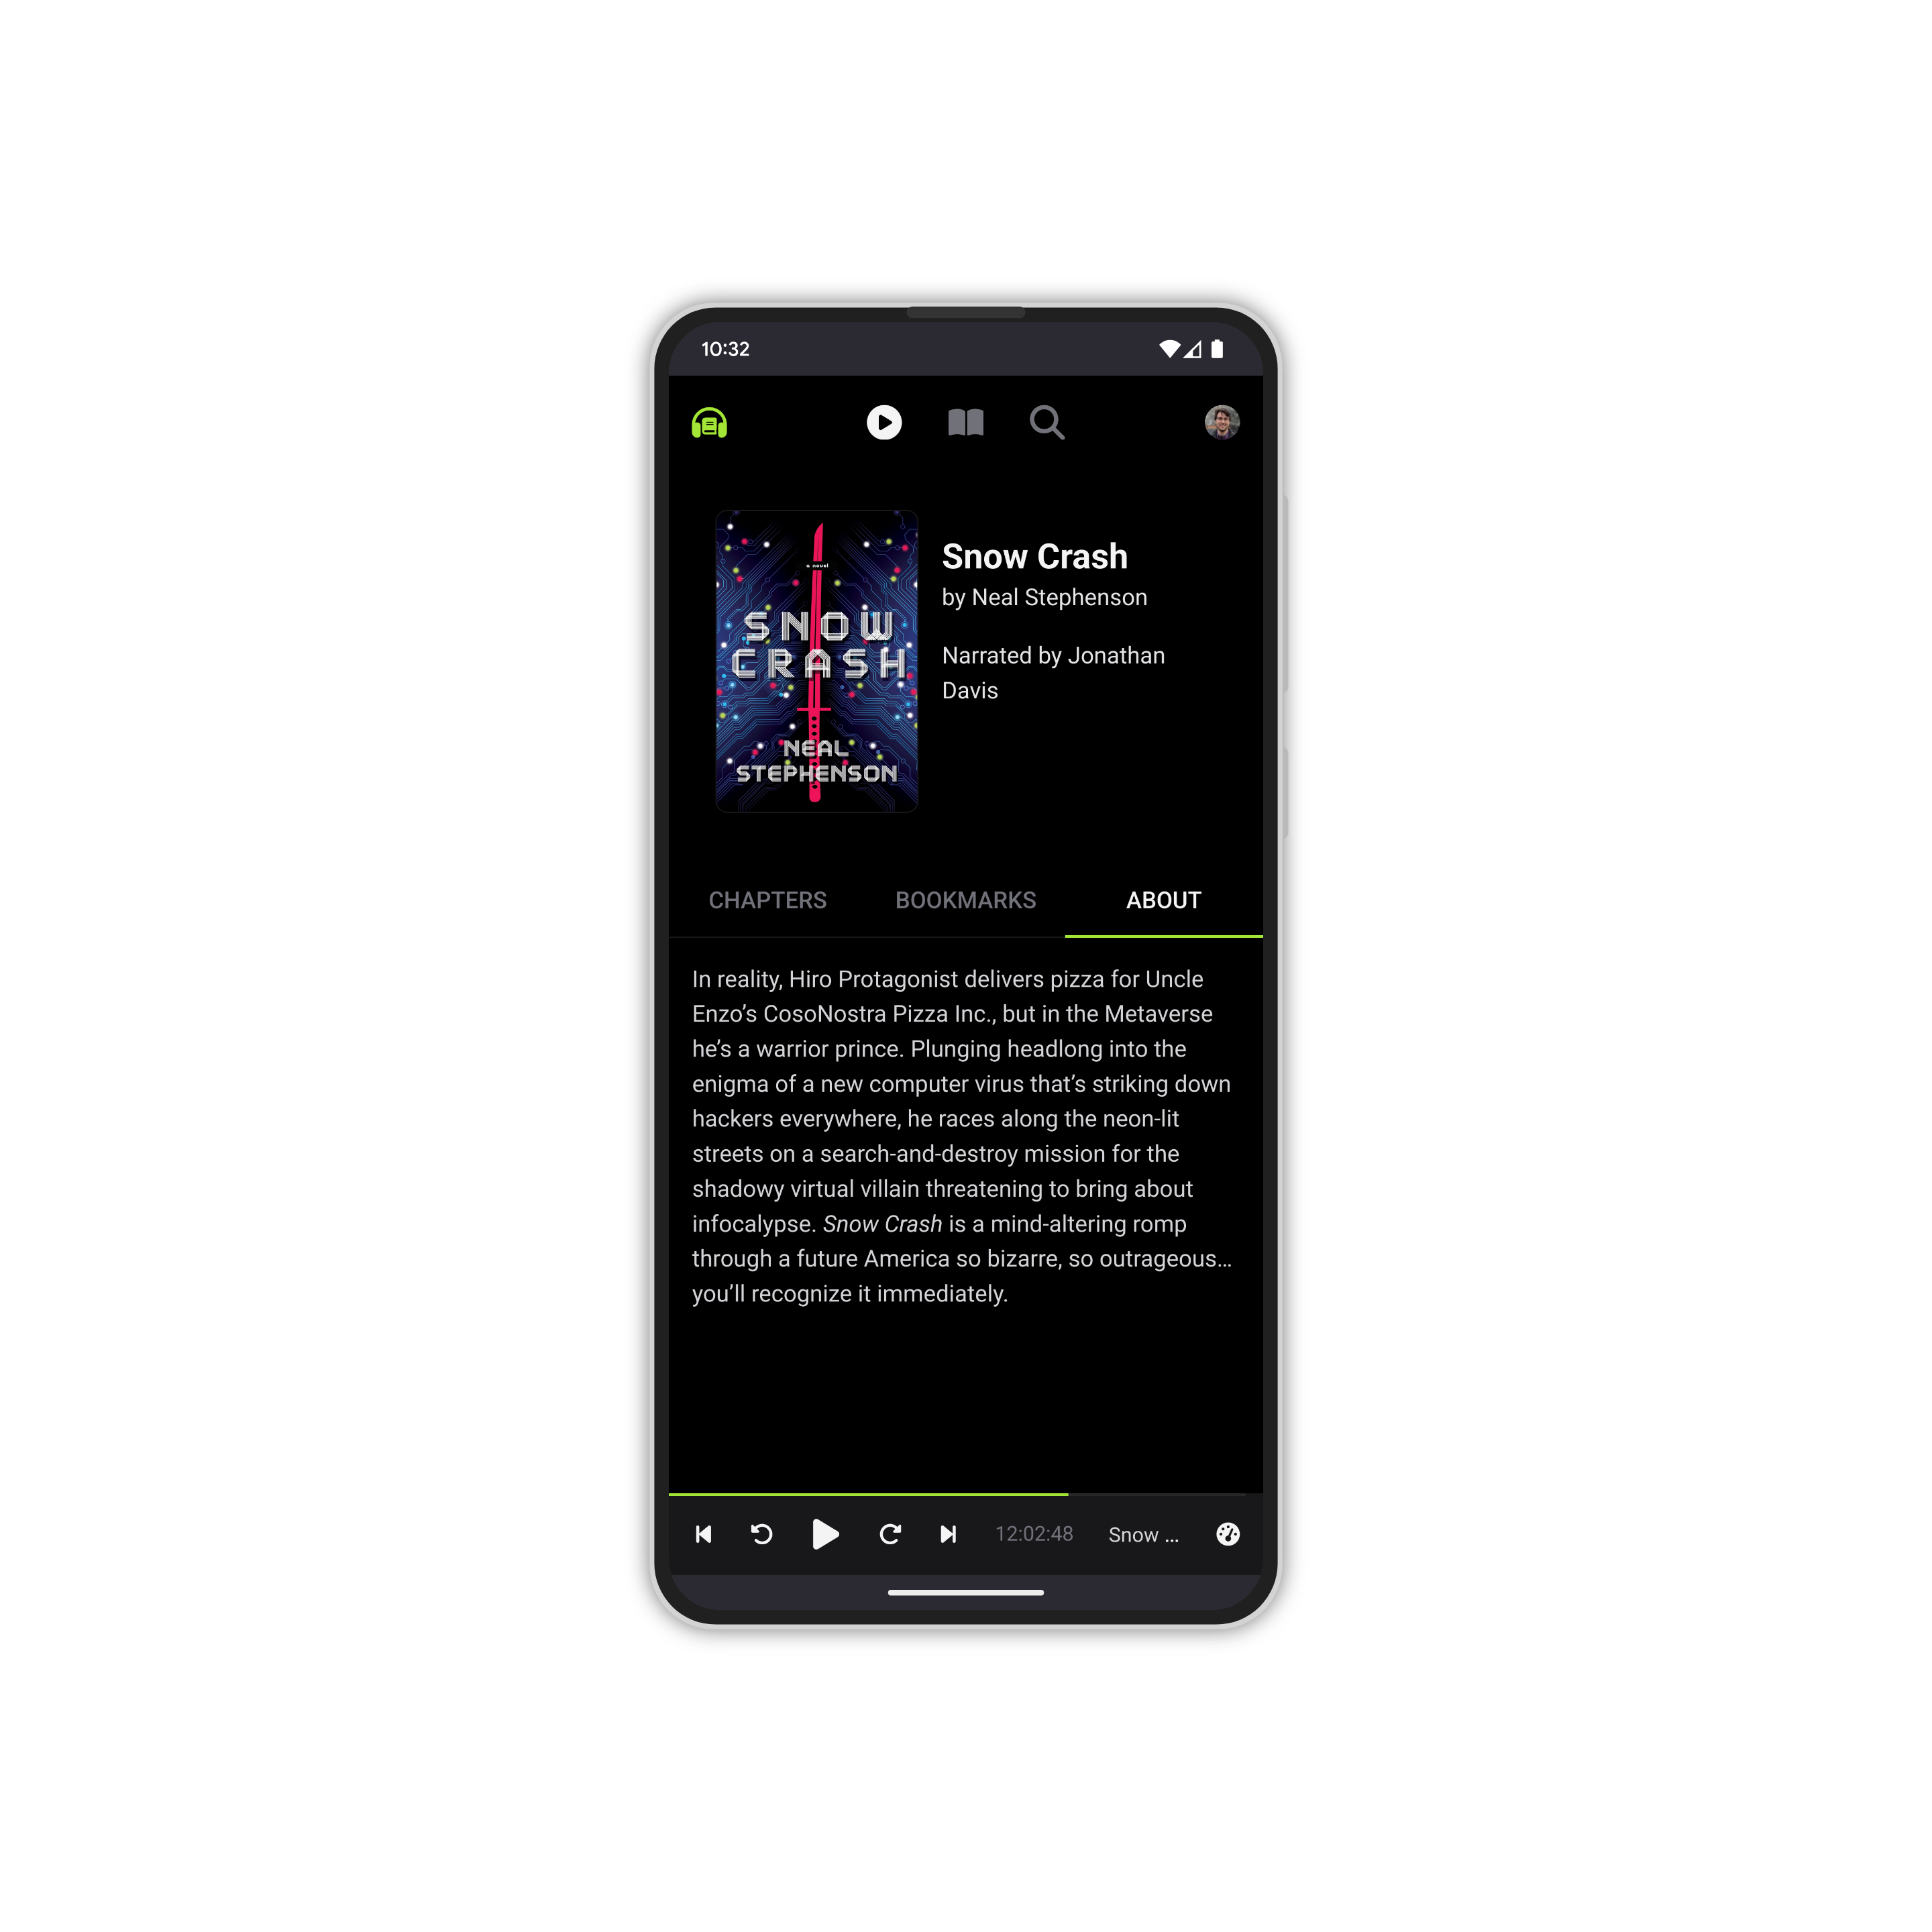 10:32
a novel
SNOW
CRASH
NEAL
STEPHENSON
Snow Crash
by Neal Stephenson
Narrated by Jonathan
Davis
CHAPTERS
BOOKMARKS
ABOUT
In reality, Hiro Protagonist delivers pizza for Uncle
Enzo’s CosoNostra Pizza Inc., but in the Metaverse
he’s a warrior prince. Plunging headlong into the
enigma of a new computer virus that’s striking down
hackers everywhere, he races along the neon-lit
streets on a search-and-destroy mission for the
shadowy virtual villain threatening to bring about
infocalypse. Snow Crash is a mind-altering romp
through a future America so bizarre, so outrageous…
you’ll recognize it immediately.
12:02:48
Snow ...